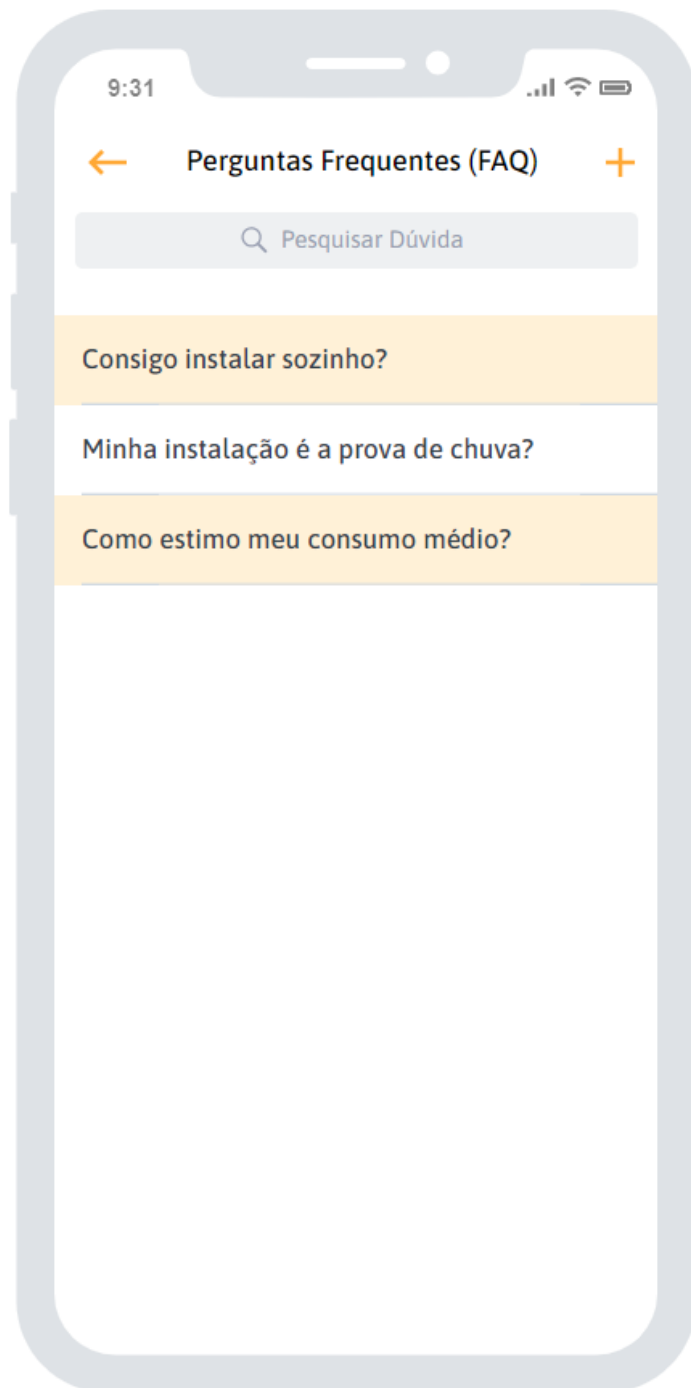 9:31
Perguntas Frequentes (FAQ)
Pesquisar Dúvida
Consigo instalar sozinho?
Minha instalação é a prova de chuva?
Como estimo meu consumo médio?